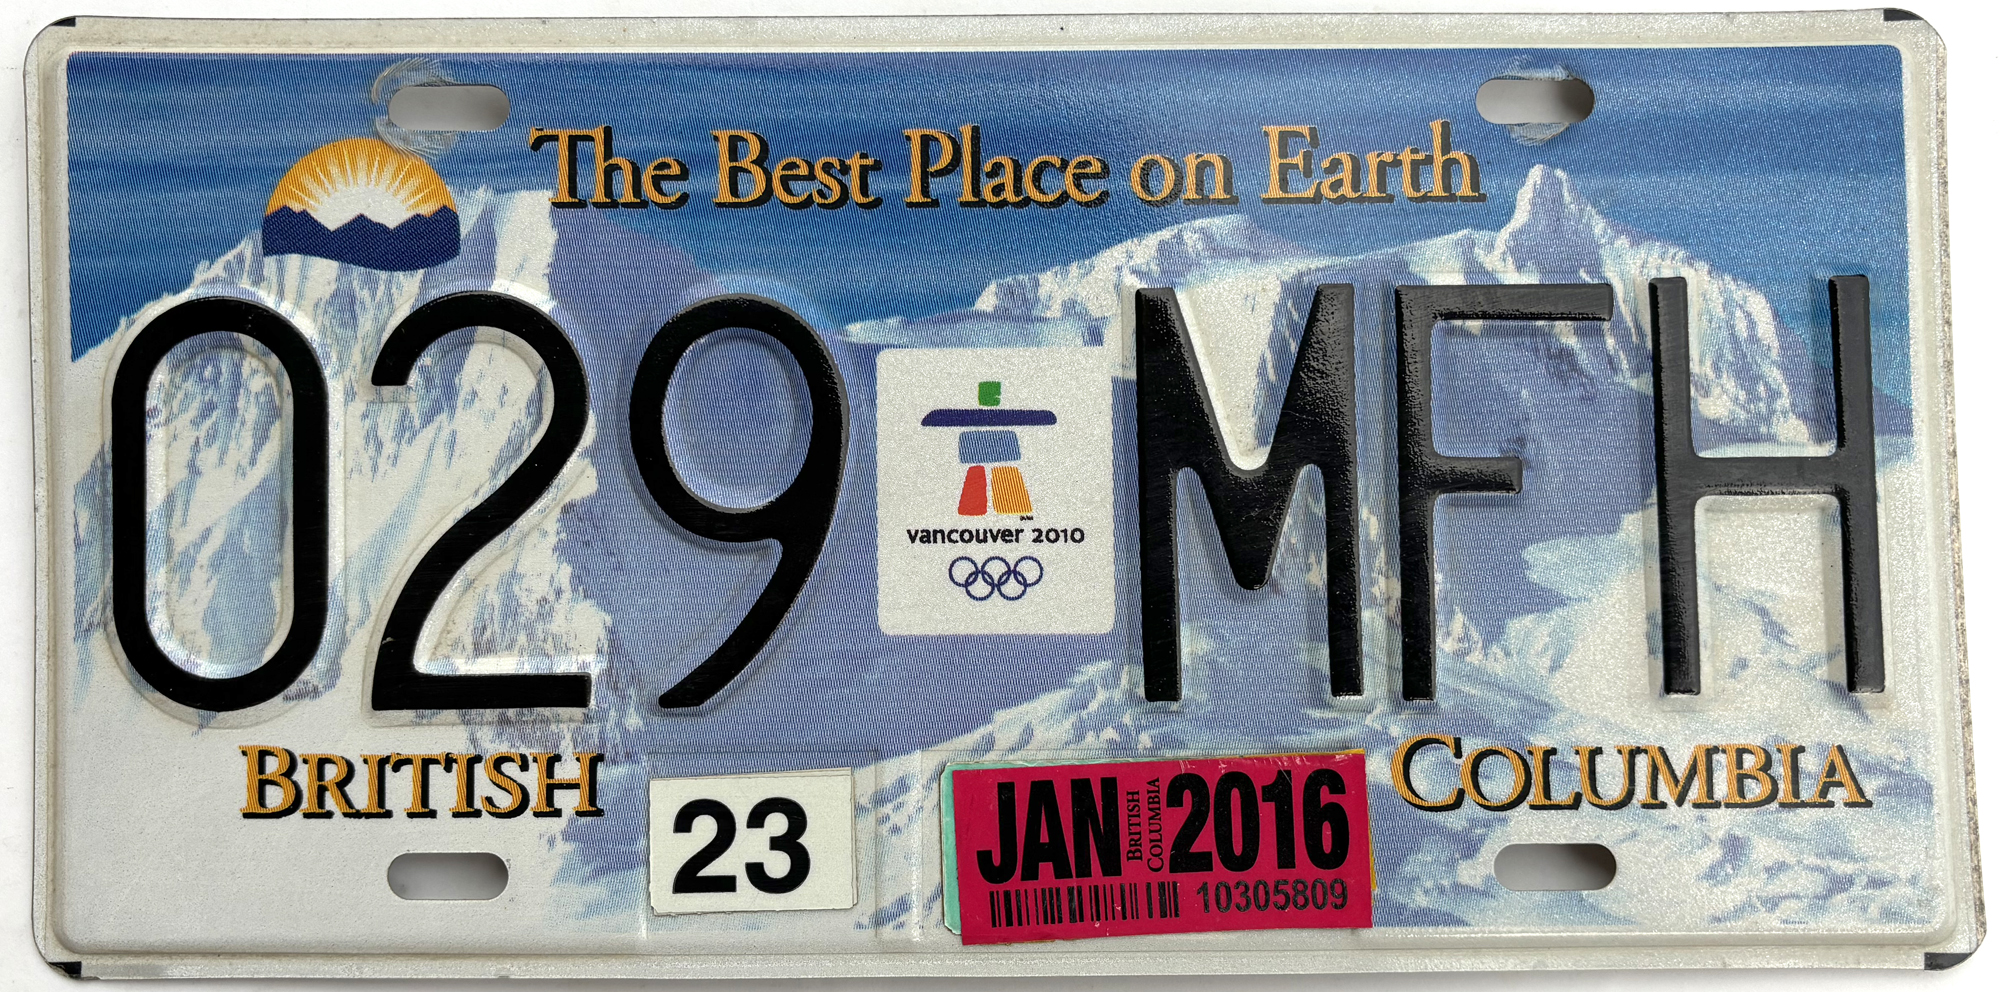 The Best Place on Earth
029 MFH
vancouver 2010
BRITISH
COLUMBIA
23
JAN BRITISH COLUMBIA 2016
10305809